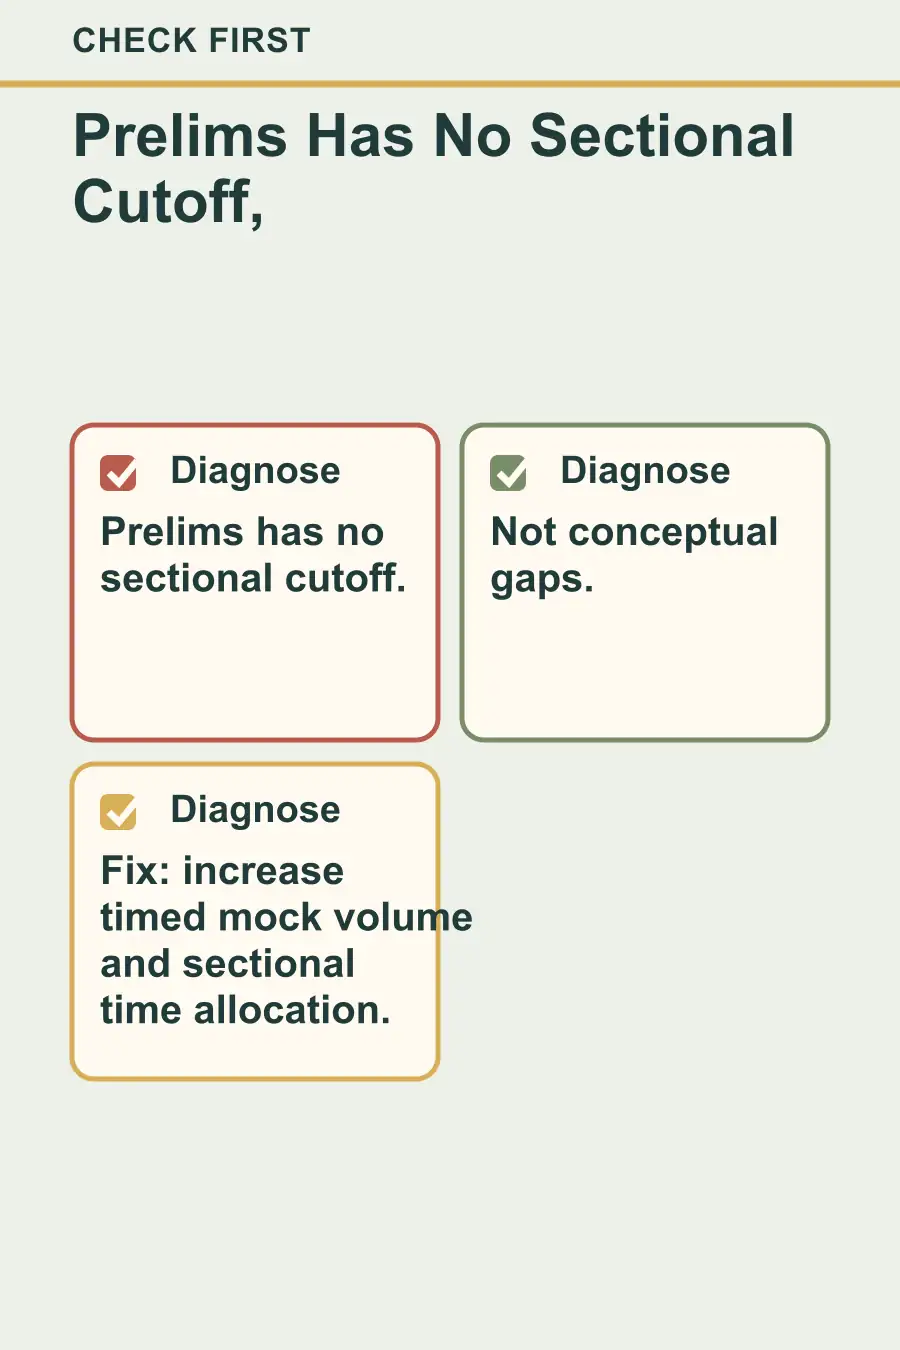 CHECK FIRST
Prelims Has No Sectional
Cutoff,
Diagnose
Prelims has no
sectional cutoff.
Diagnose
Not conceptual
gaps.
Diagnose
Fix: increase
timed mock volume
and sectional
time allocation.